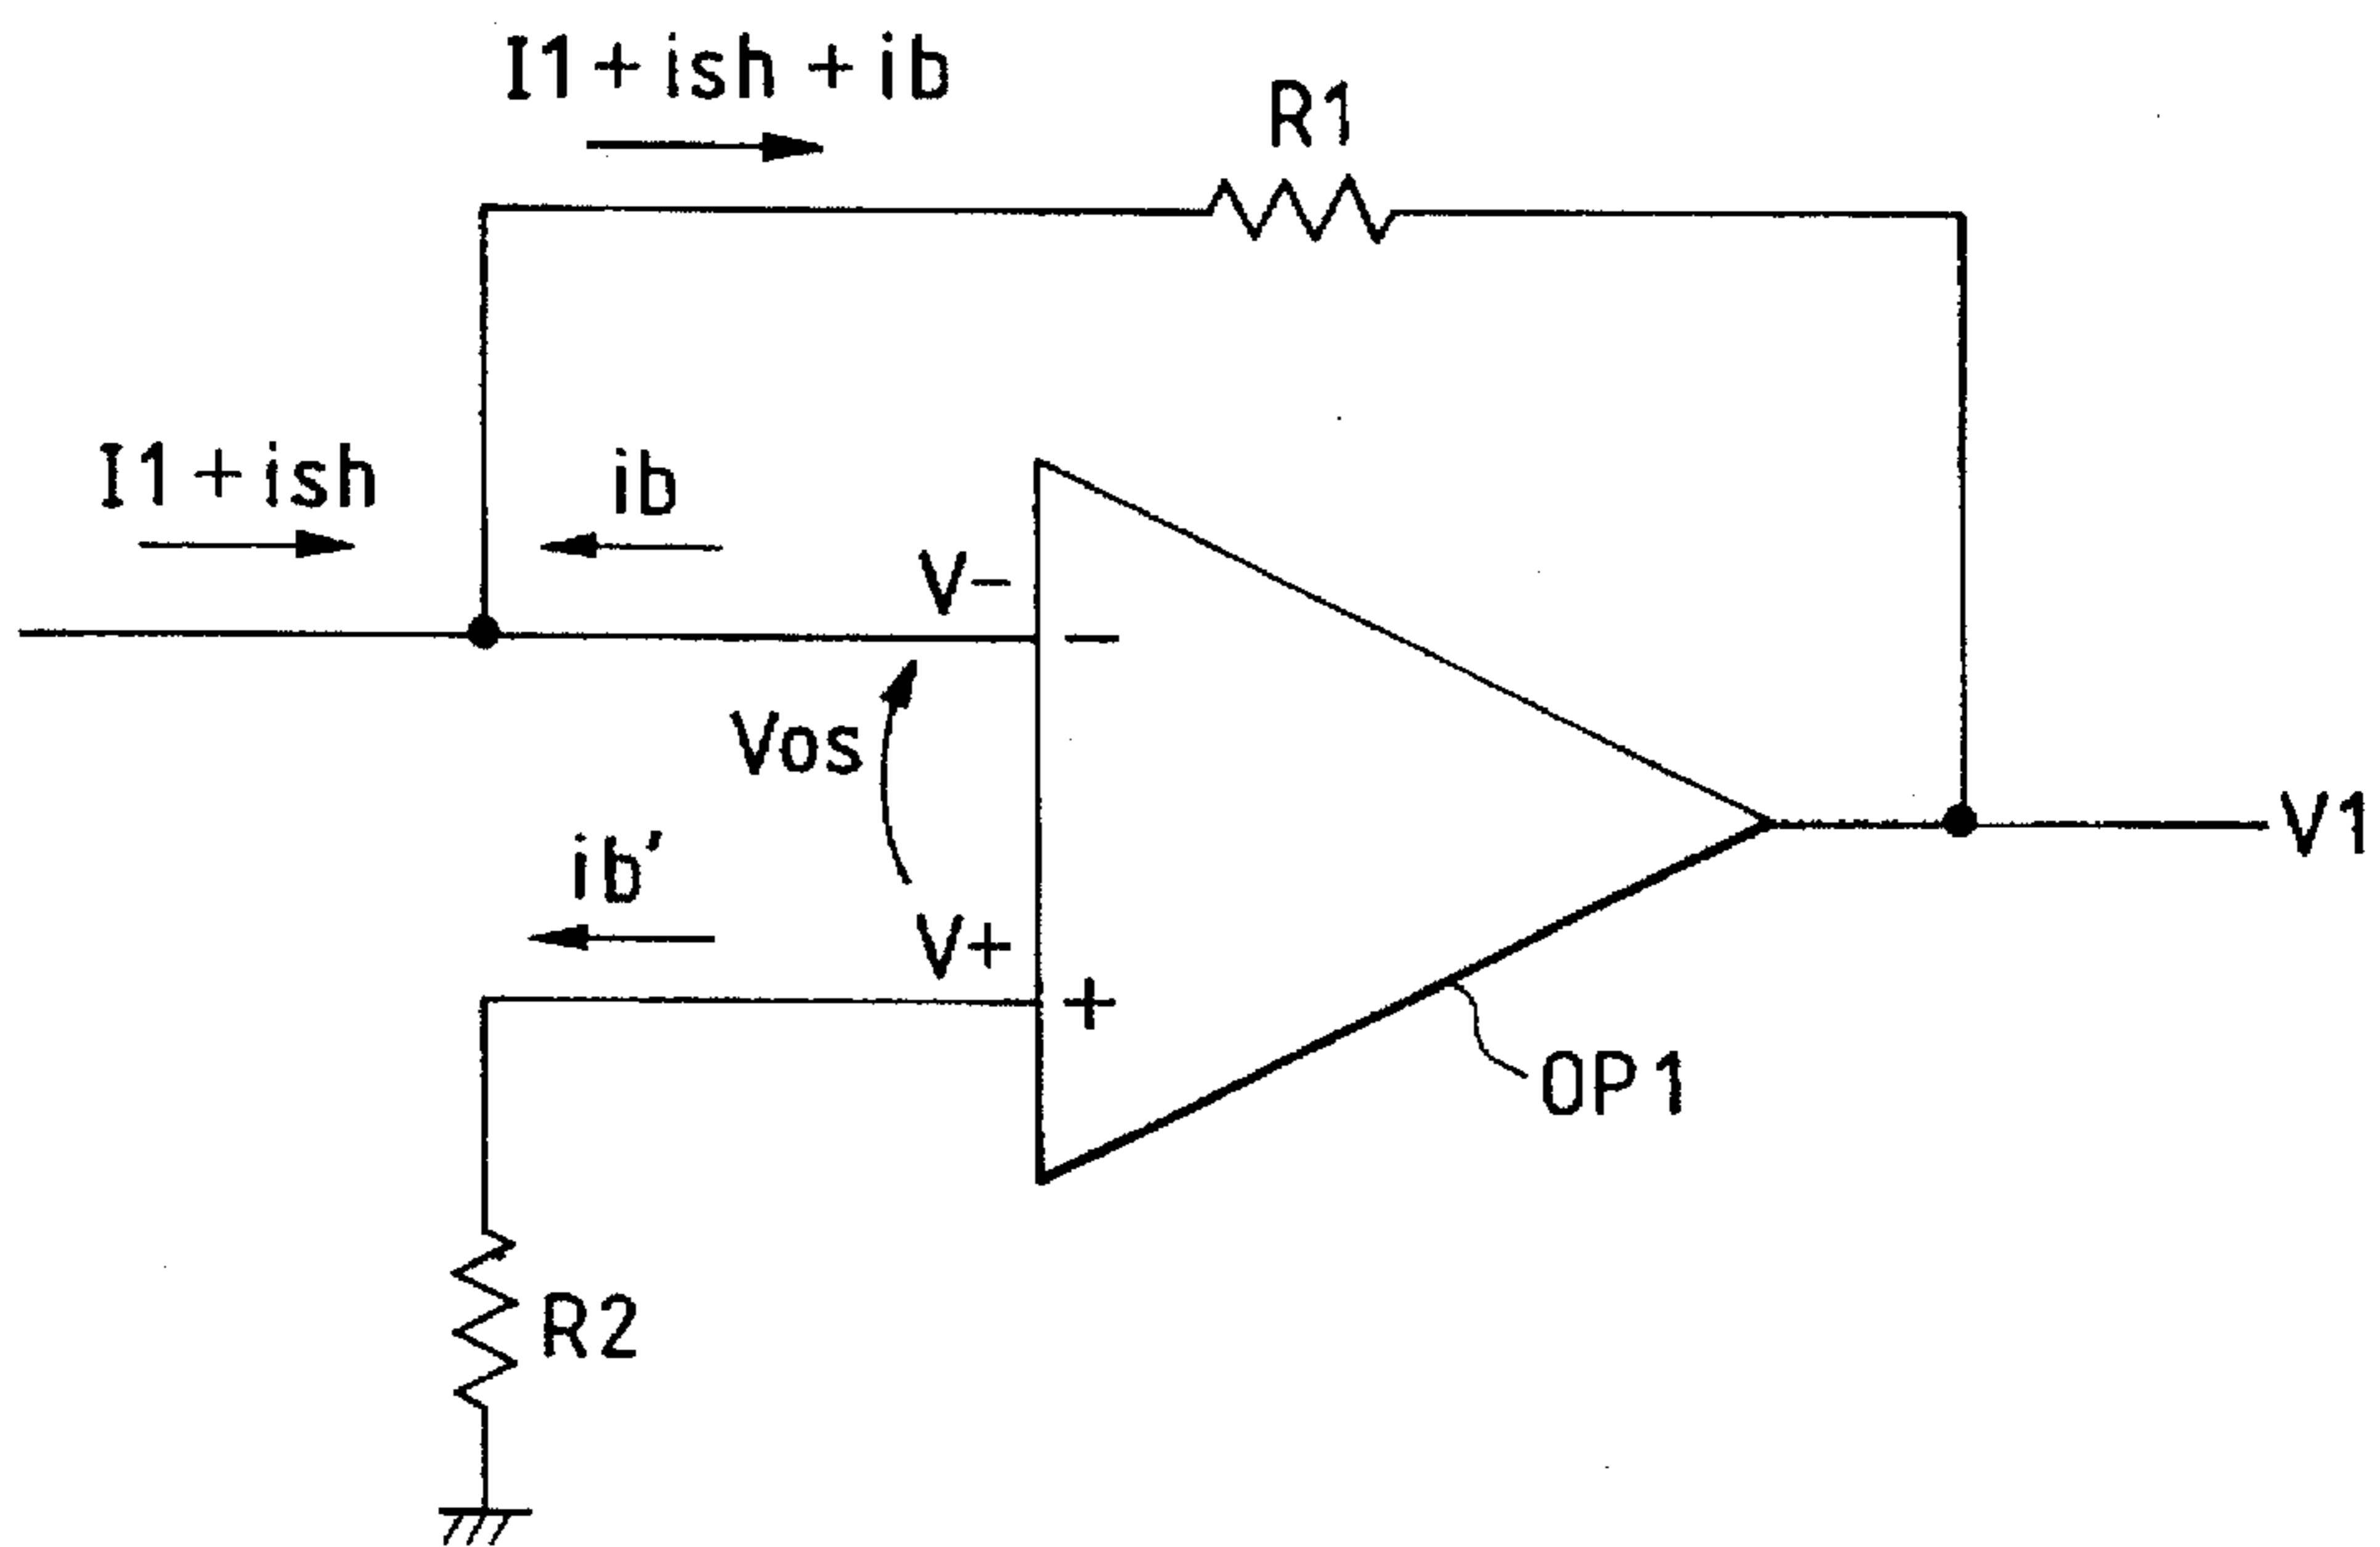 I1+ish+ib
R1
I1+ish
ib
V-
-
Vos
V1
ib'
V+
+
OP1
R2